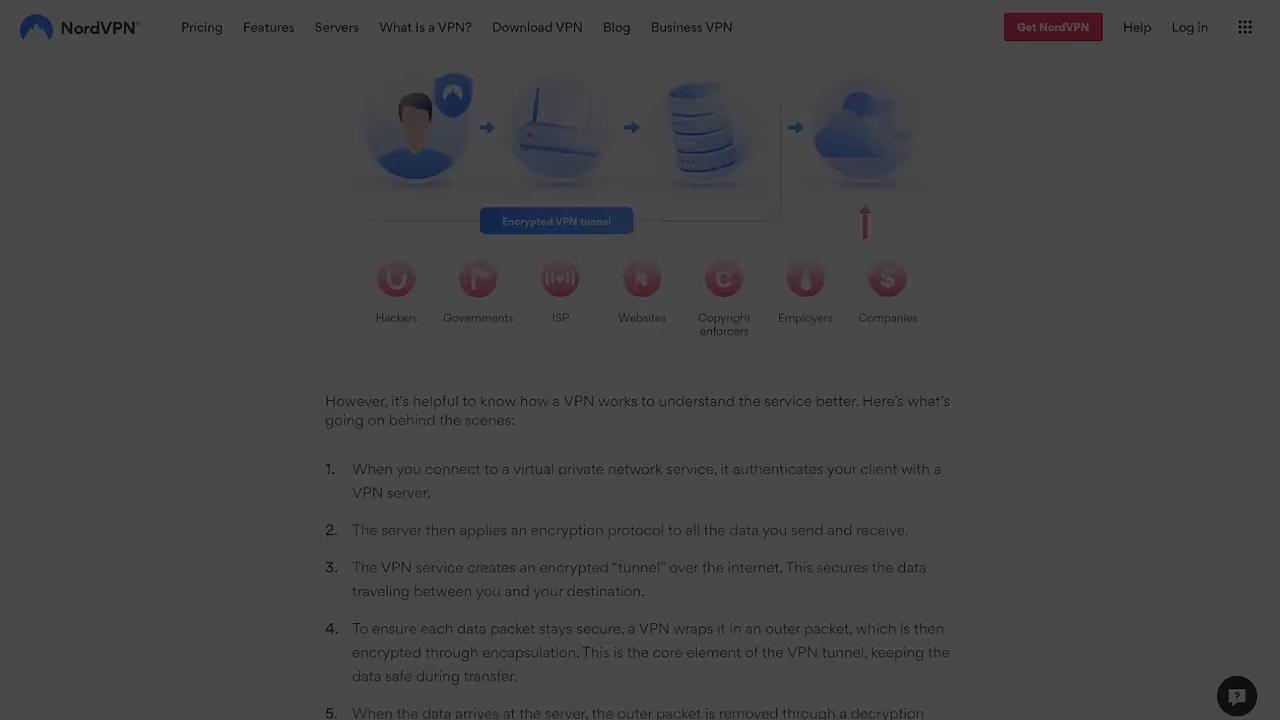 NordVPN®
Pricing
Features
Servers
What Is a VPN?
Download VPN
Blog
Business VPN
Get NordVPN
Help
Log in
Encrypted VPN tunnel
Hackers
Governments
ISP
Websites
Copyright
enforcers
Employers
Companies
However, it's helpful to know how a VPN works to understand the service better. Here's what's
going on behind the scenes:
1. When you connect to a virtual private network service, it authenticates your client with a
VPN server.
2. The server then applies an encryption protocol to all the data you send and receive.
3. The VPN service creates an encrypted “tunnel” over the internet. This secures the data
traveling between you and your destination.
4. To ensure each data packet stays secure, a VPN wraps it in an outer packet, which is then
encrypted through encapsulation. This is the core element of the VPN tunnel, keeping the
data safe during transfer.
5. When the data arrives at the server, the outer packet is removed through a decryption